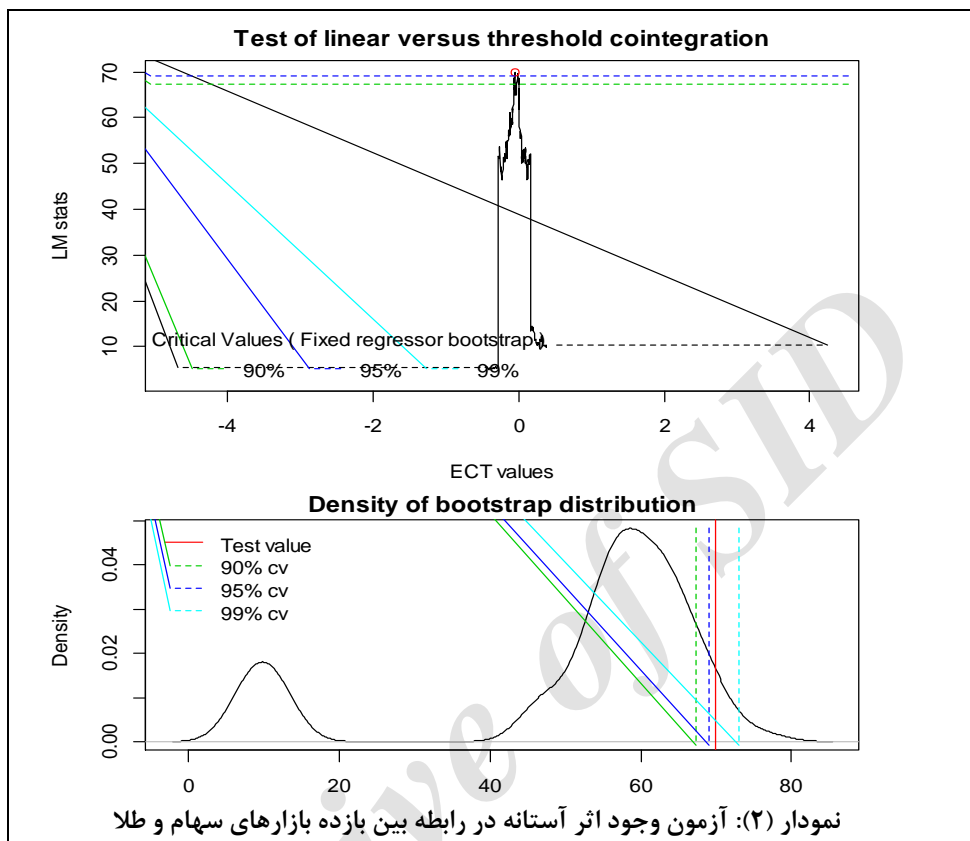 Test of linear versus threshold cointegration
70
60
50
40
30
20
10
LM stats
Critical Values ( Fixed regressor bootstrap
90% 95% 99%
-4 -2 0 2 4
ECT values
Density of bootstrap distribution
0.04
0.02
0.00
Density
Test value
90% cv
95% cv
99% cv
0 20 40 60 80
نمودار (۲): آزمون وجود اثر آستانه در رابطه بین بازده بازارهای سهام و طلا
ive of SID